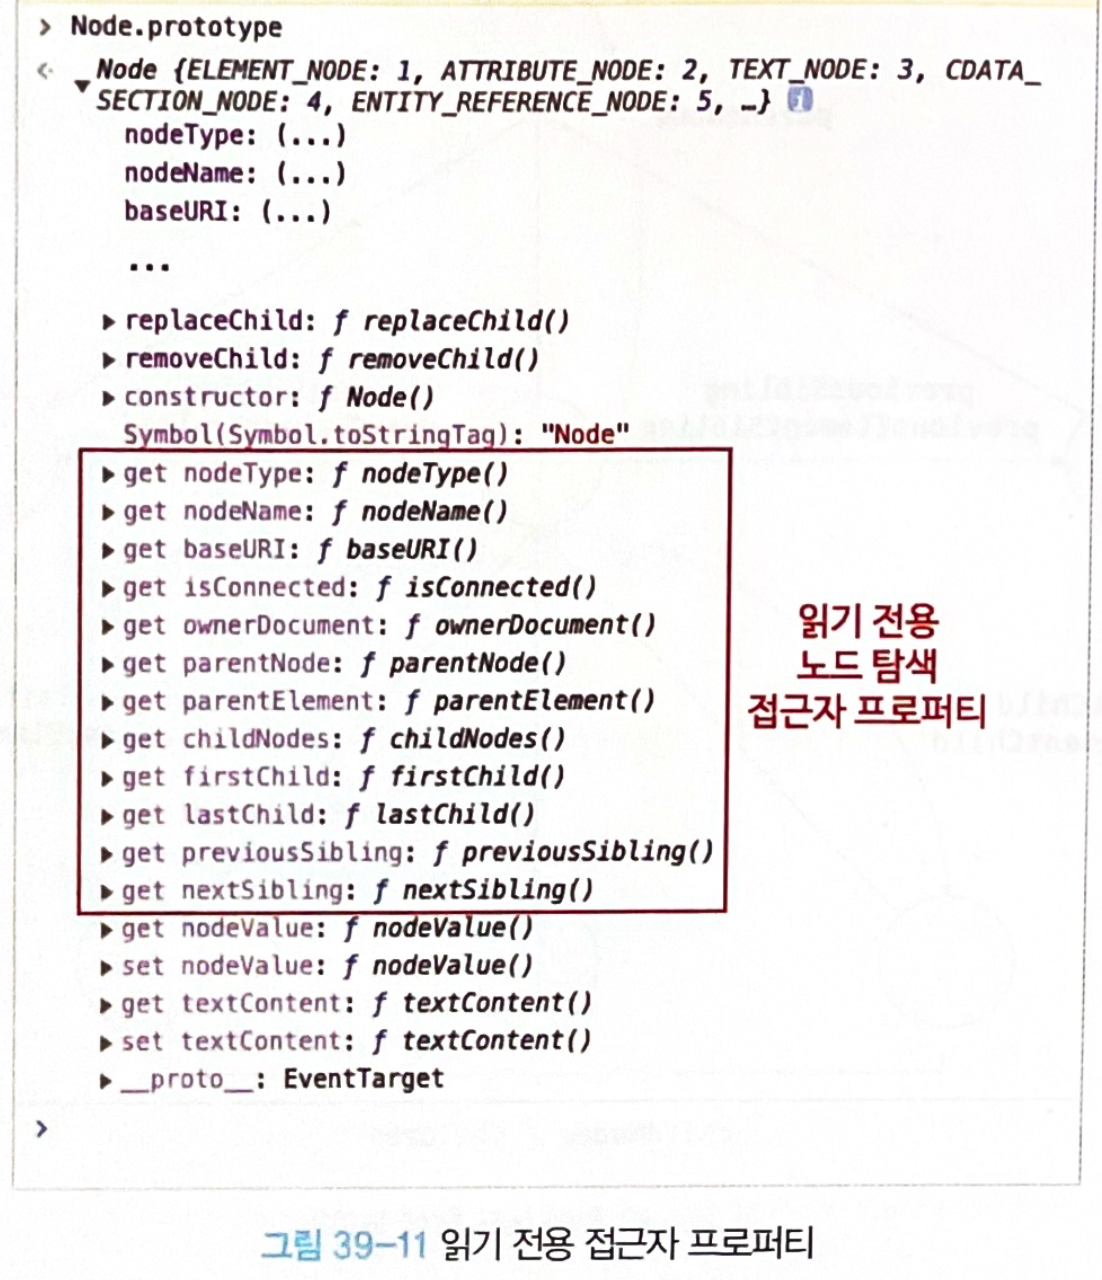 > Node.prototype
Node {ELEMENT_NODE: 1, ATTRIBUTE_NODE: 2, TEXT_NODE: 3, CDATA_
SECTION_NODE: 4, ENTITY_REFERENCE_NODE: 5, …} i
nodeType: (...)
nodeName: (...)
baseURI: (...)
...
▶ replaceChild: ƒ replaceChild()
▶ removeChild: ƒ removeChild()
▶ constructor: ƒ Node()
Symbol(Symbol.toStringTag): "Node"
▶ get nodeType: ƒ nodeType()
▶ get nodeName: ƒ nodeName()
▶ get baseURI: ƒ baseURI()
▶ get isConnected: ƒ isConnected()
▶ get ownerDocument: ƒ ownerDocument()
▶ get parentNode: ƒ parentNode()
▶ get parentElement: ƒ parentElement()
▶ get childNodes: ƒ childNodes()
▶ get firstChild: ƒ firstChild()
▶ get lastChild: ƒ lastChild()
▶ get previousSibling: ƒ previousSibling()
▶ get nextSibling: ƒ nextSibling()
읽기 전용
노드 탐색
접근자 프로퍼티
▶ get nodeValue: ƒ nodeValue()
▶ set nodeValue: ƒ nodeValue()
▶ get textContent: ƒ textContent()
▶ set textContent: ƒ textContent()
▶ __proto__: EventTarget
>
그림 39-11 읽기 전용 접근자 프로퍼티